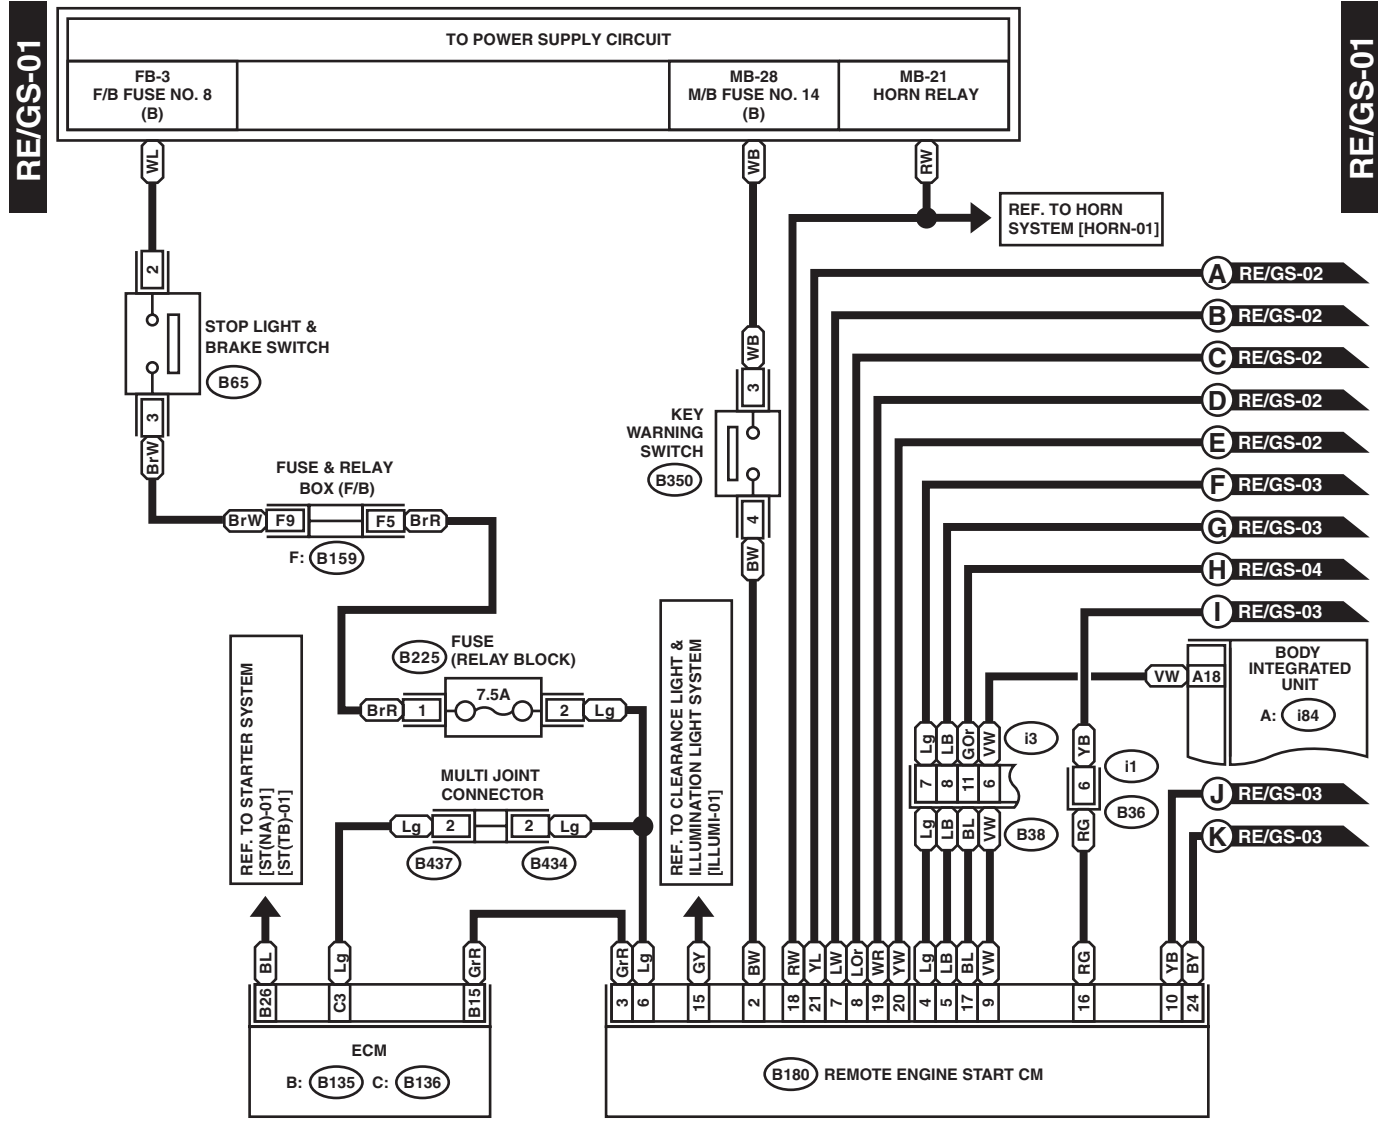 RE/GS-01
RE/GS-01
TO POWER SUPPLY CIRCUIT
FB-3
F/B FUSE NO. 8
(B)
MB-28
M/B FUSE NO. 14
(B)
MB-21
HORN RELAY
WL
WB
RW
REF. TO HORN
SYSTEM [HORN-01]
2
STOP LIGHT &
BRAKE SWITCH
B65
3
BrW
WB
3
KEY
WARNING
SWITCH
B350
4
BW
A RE/GS-02
B RE/GS-02
C RE/GS-02
D RE/GS-02
E RE/GS-02
F RE/GS-03
G RE/GS-03
H RE/GS-04
I RE/GS-03
FUSE & RELAY
BOX (F/B)
BrW F9 F5 BrR
F: B159
B225
FUSE
(RELAY BLOCK)
7.5A
BrR 1 2 Lg
MULTI JOINT
CONNECTOR
Lg 2 2 Lg
B437 B434
REF. TO STARTER SYSTEM
[ST(NA)-01]
[ST(TB)-01]
REF. TO CLEARANCE LIGHT &
ILLUMINATION LIGHT SYSTEM
[ILLUMI-01]
VW A18
BODY
INTEGRATED
UNIT
A: i84
Lg LB GOr VW i3
7 8 11 6
Lg LB BL VW B38
YB
6
RG
i1
B36
J RE/GS-03
K RE/GS-03
BL Lg GrR GrR Lg GY BW RW YL LW LOr WR YW Lg LB BL VW RG YB BY
B26 C3 B15 3 6 15 2 18 21 7 8 19 20 4 5 17 9 16 10 24
ECM
B: B135 C: B136
B180 REMOTE ENGINE START CM